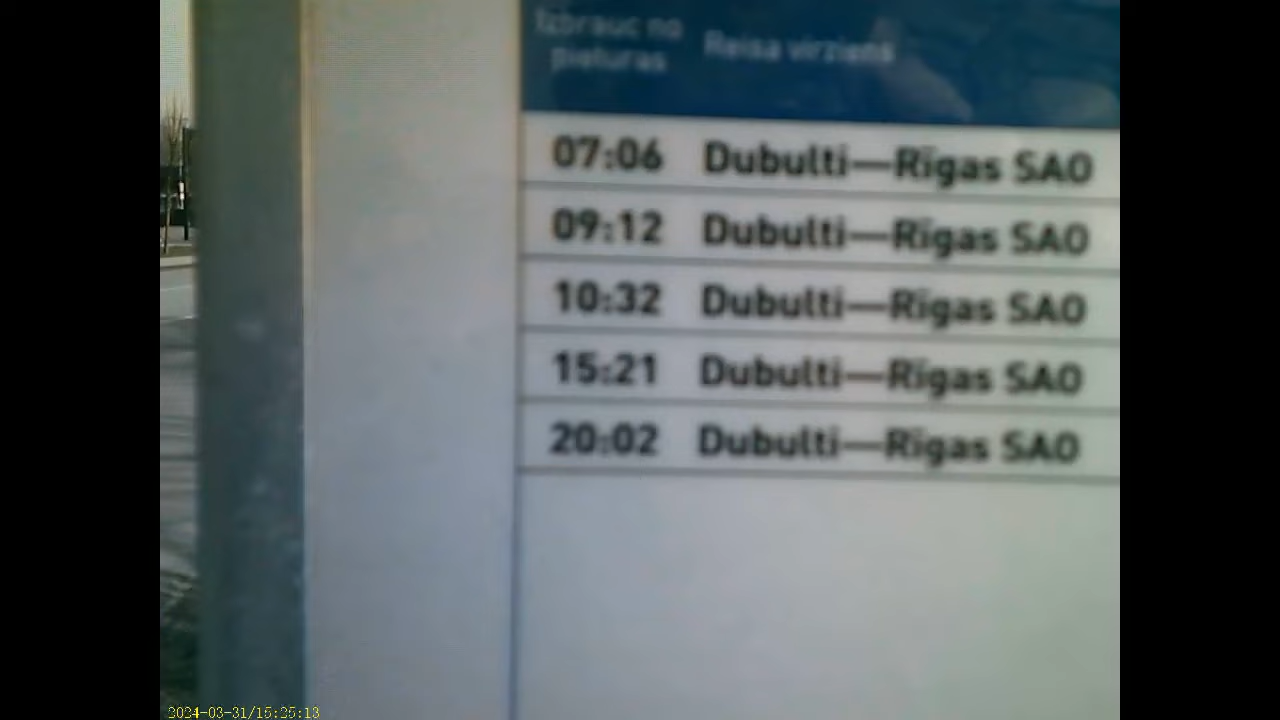 Izbrauc no
pieturas
Reisa virziens
07:06 Dubulti—Rīgas SAO
09:12 Dubulti—Rīgas SAO
10:32 Dubulti—Rīgas SAO
15:21 Dubulti—Rīgas SAO
20:02 Dubulti—Rīgas SAO
2024-03-31/15:25:13